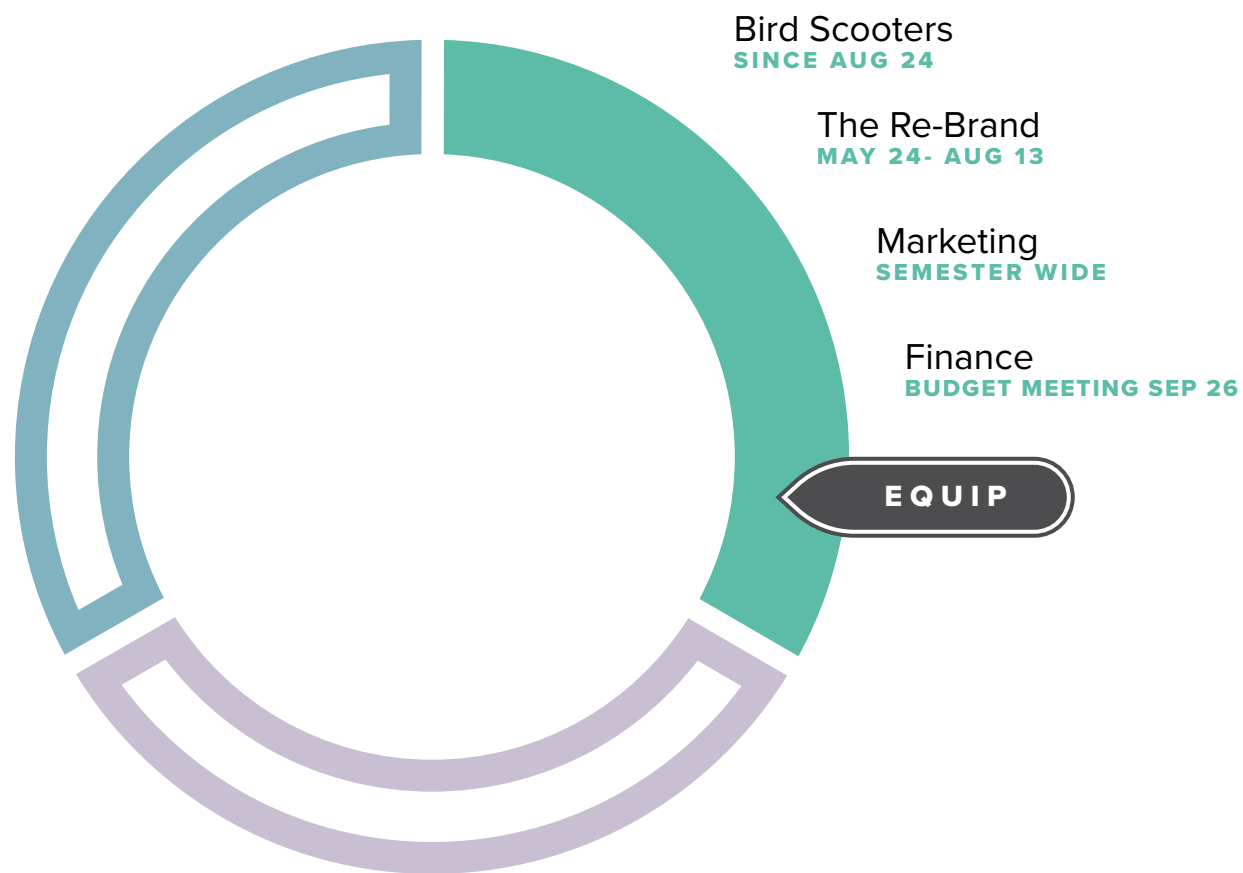 Bird Scooters
SINCE AUG 24
The Re-Brand
MAY 24- AUG 13
Marketing
SEMESTER WIDE
Finance
BUDGET MEETING SEP 26
EQUIP